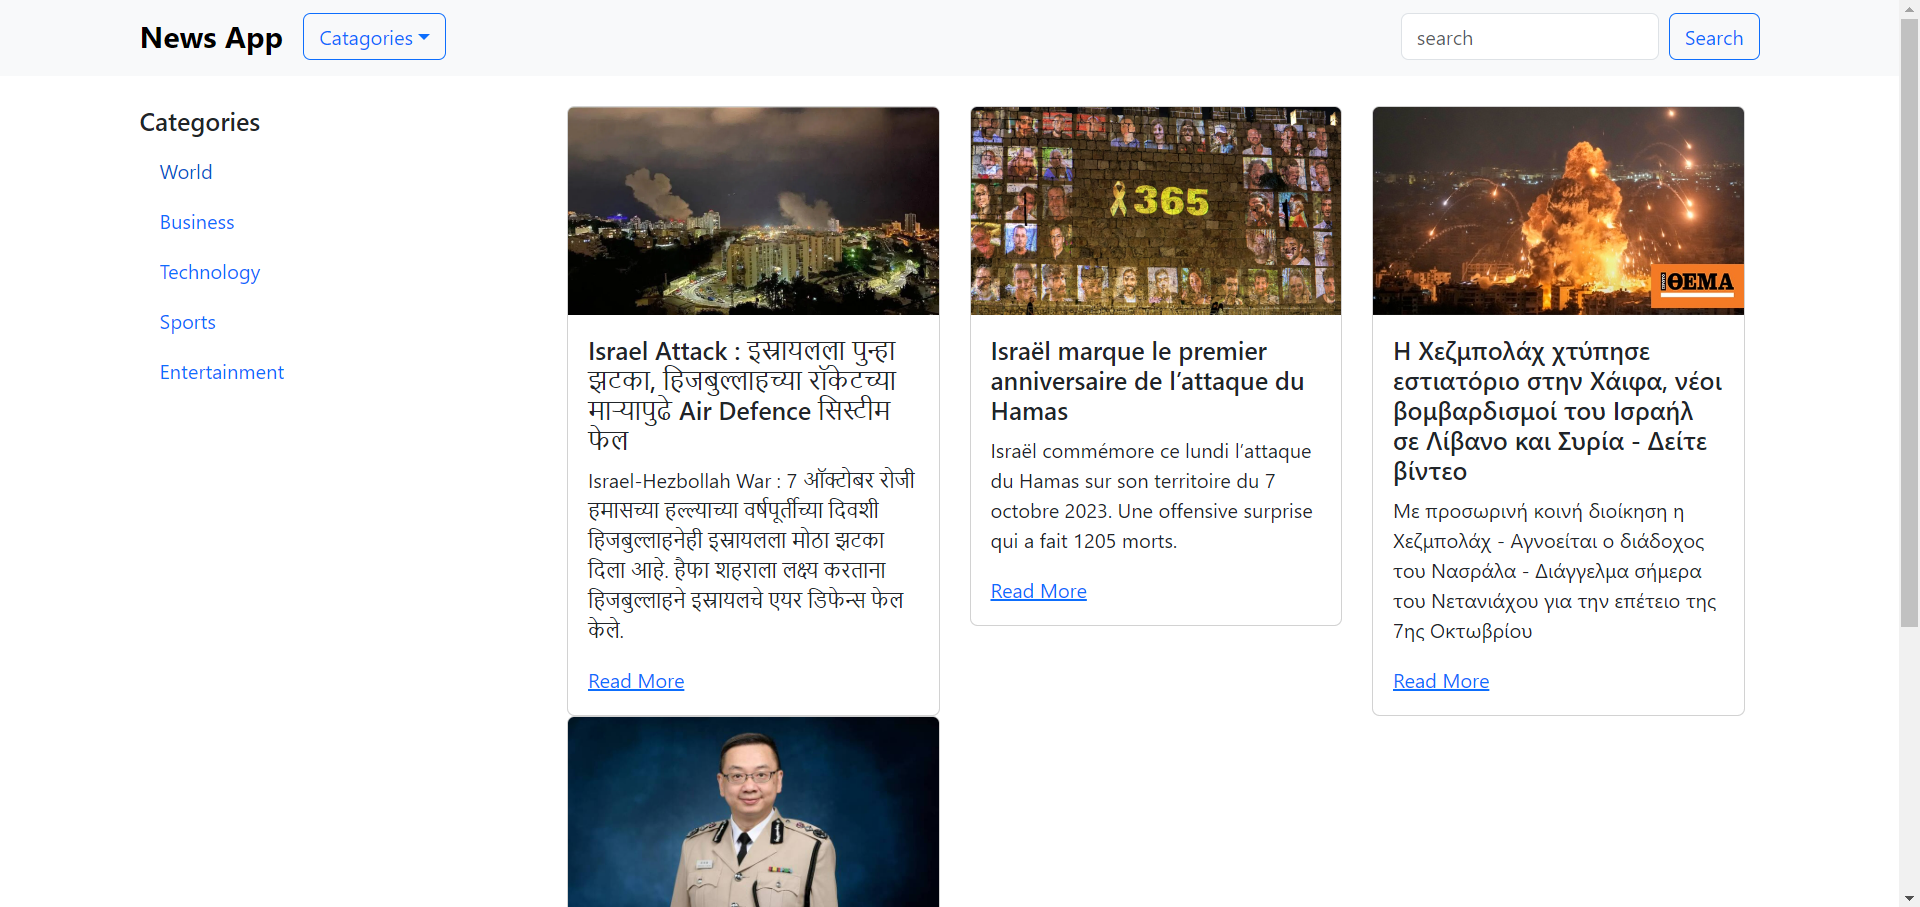 News App
Catagories
search
Search
Categories
World
Business
Technology
Sports
Entertainment
Israel Attack : इस्रायलला पुन्हा
झटका, हिजबुल्लाहच्या रॉकेटच्या
माऱ्यापुढे Air Defence सिस्टीम
फेल
Israel-Hezbollah War : 7 ऑक्टोबर रोजी
हमासच्या हल्ल्याच्या वर्षपूर्तीच्या दिवशी
हिजबुल्लाहनेही इस्रायलला मोठा झटका
दिला आहे. हैफा शहराला लक्ष्य करताना
हिजबुल्लाहने इस्रायलचे एयर डिफेन्स फेल
केले.
Read More
365
Israël marque le premier
anniversaire de l’attaque du
Hamas
Israël commémore ce lundi l’attaque
du Hamas sur son territoire du 7
octobre 2023. Une offensive surprise
qui a fait 1205 morts.
Read More
ΘΕΜΑ
Η Χεζμπολάχ χτύπησε
εστιατόριο στην Χάιφα, νέοι
βομβαρδισμοί του Ισραήλ
σε Λίβανο και Συρία - Δείτε
βίντεο
Με προσωρινή κοινή διοίκηση η
Χεζμπολάχ - Αγνοείται ο διάδοχος
του Νασράλα - Διάγγελμα σήμερα
του Νετανιάχου για την επέτειο της
7ης Οκτωβρίου
Read More